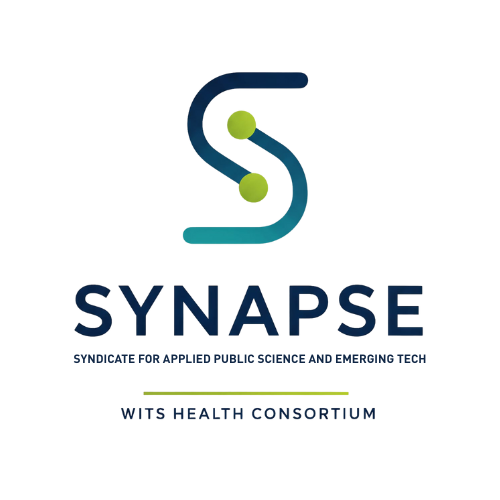 SYNAPSE
SYNDICATE FOR APPLIED PUBLIC SCIENCE AND EMERGING TECH
WITS HEALTH CONSORTIUM